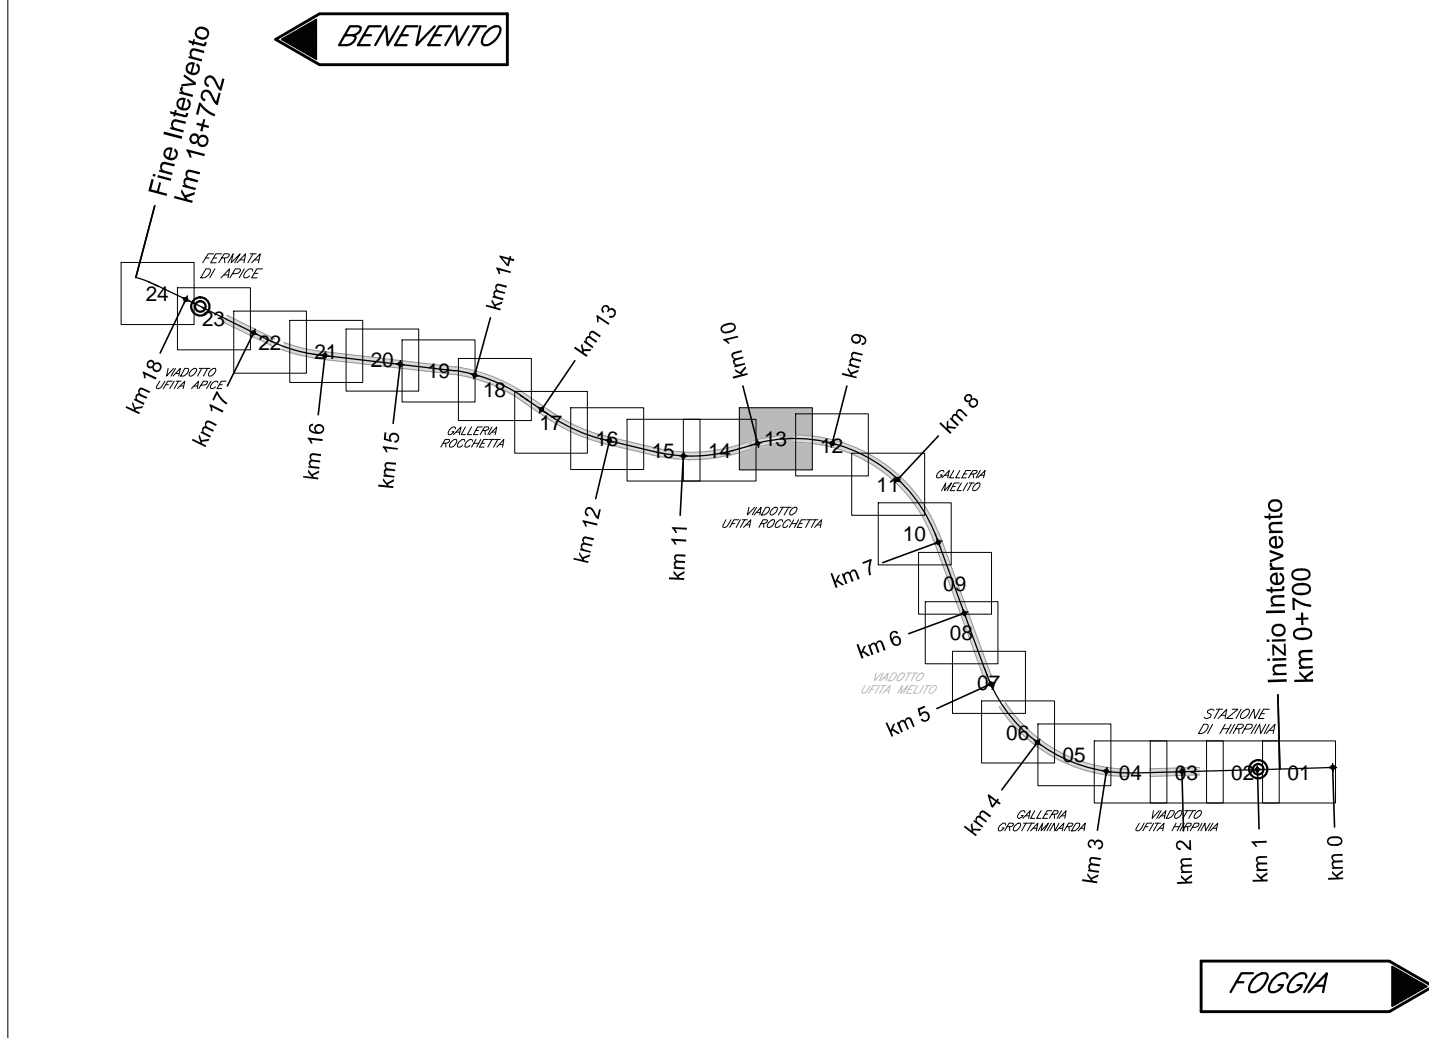 BENEVENTO
Fine Intervento
km 18+722
FERMATA
DI APICE
24
23
22
21
20
19
18
17
16
15
14
13
12
11
10
09
08
07
06
05
04
03
02
01
km 18
VIADOTTO
UFITA APICE
km 17
km 16
km 15
km 14
GALLERIA
ROCCHETTA
km 13
km 12
km 11
km 10
VIADOTTO
UFITA ROCCHETTA
km 9
km 8
GALLERIA
MELITO
km 7
km 6
VIADOTTO
UFITA MELITO
km 5
km 4
GALLERIA
GROTTAMINARDA
km 3
VIADOTTO
UFITA HIRPINIA
km 2
STAZIONE
DI HIRPINIA
km 1
Inizio Intervento
km 0+700
km 0
FOGGIA